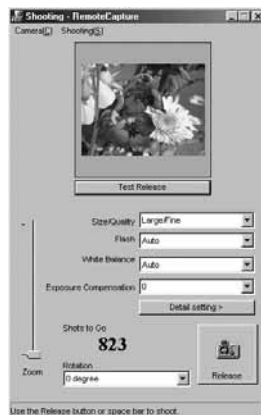 Shooting - RemoteCapture
Camera[C] Shooting[S]
Test Release
Size/Quality Large/Fine
Flash Auto
White Balance Auto
Exposure Compensation 0
Detail setting >
Shots to Go
823
Rotation
0 degree
Zoom
Release
Use the Release button or space bar to shoot.